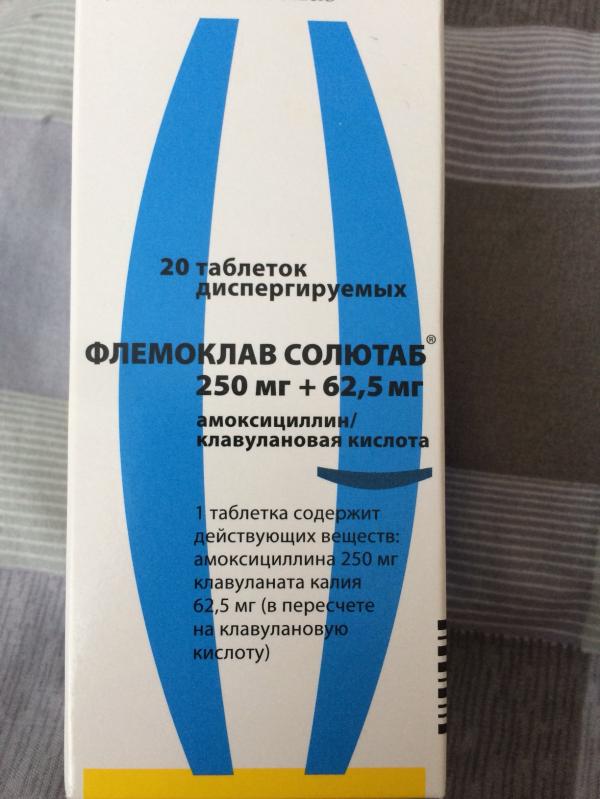 20 таблеток
диспергируемых
ФЛЕМОКЛАВ СОЛЮТАБ®
250 мг + 62,5 мг
амоксициллин/
клавулановая кислота
1 таблетка содержит
действующих веществ:
амоксициллина 250 мг
клавуланата калия
62,5 мг (в пересчете
на клавулановую
кислоту)